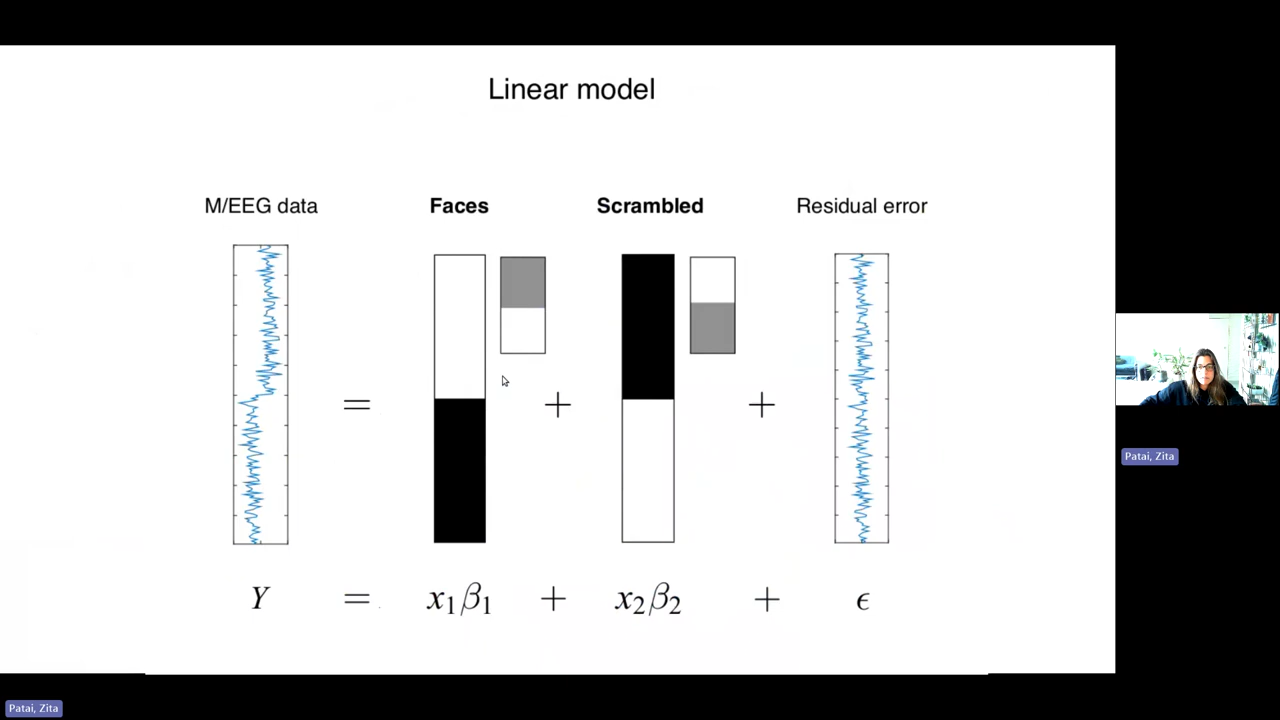 Linear model
M/EEG data
Faces
Scrambled
Residual error
=
+
+
Y = x₁β₁ + x₂β₂ + ϵ
Patai, Zita
Patai, Zita